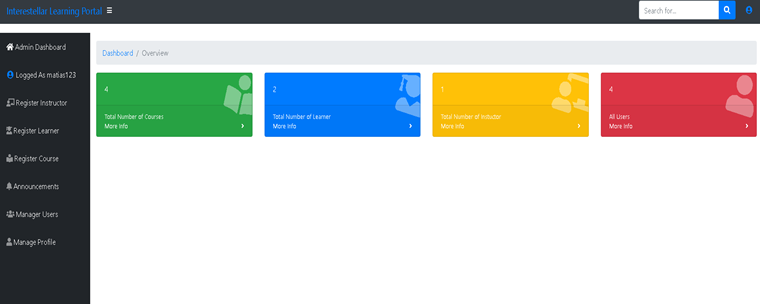 Interestellar Learning Portal
Search for...
Admin Dashboard
Logged As matias123
Register Instructor
Register Learner
Register Course
Announcements
Manager Users
Manage Profile
Dashboard / Overview
4
Total Number of Courses
More Info
2
Total Number of Learner
More Info
1
Total Number of Instrutor
More Info
4
All Users
More Info